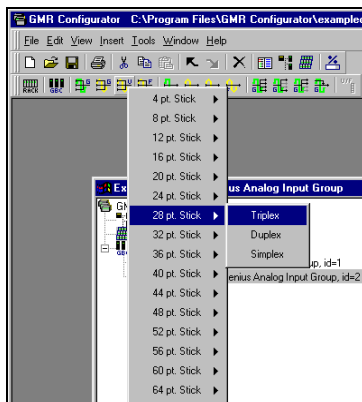 GMR Configurator C:\Program Files\GMR Configurator\example
File Edit View Insert Tools Window Help
RACK GBC
4 pt. Stick
8 pt. Stick
12 pt. Stick
16 pt. Stick
20 pt. Stick
24 pt. Stick
Ex us Analog Input Group
28 pt. Stick Triplex
32 pt. Stick Duplex
36 pt. Stick Simplex
up, id=1
40 pt. Stick enius Analog Input Group, id=2
44 pt. Stick
48 pt. Stick
52 pt. Stick
56 pt. Stick
60 pt. Stick
64 pt. Stick